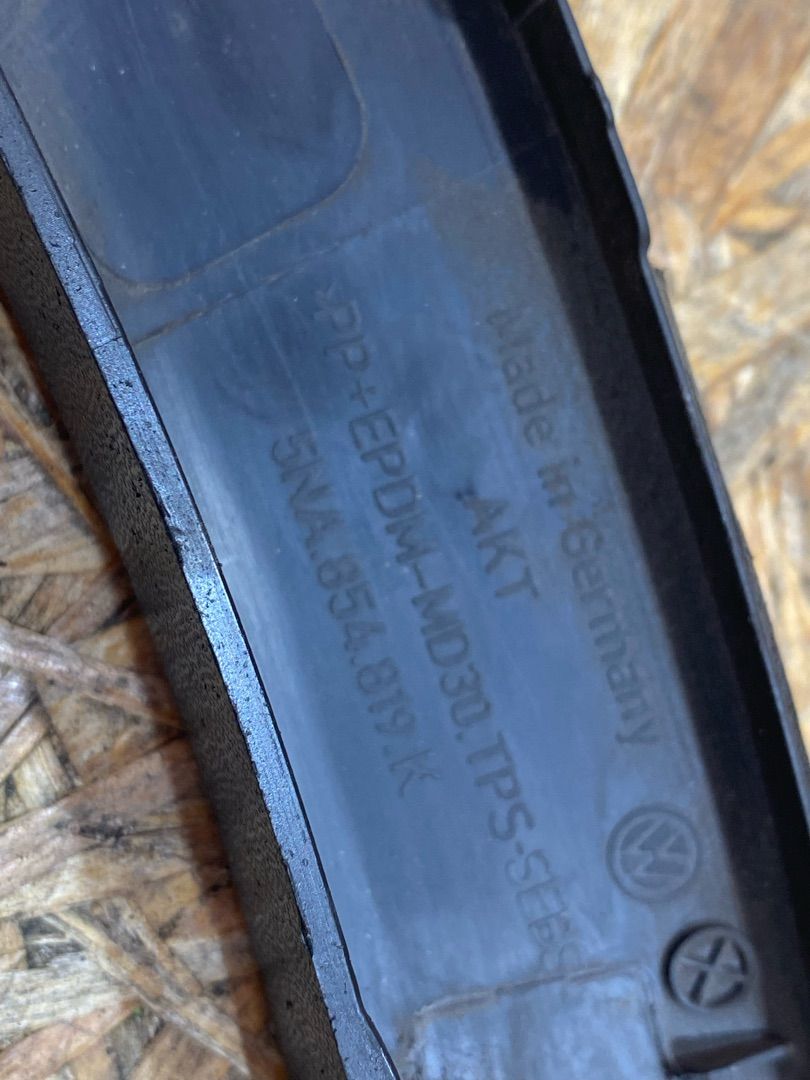 Made in Germany
AKT
*PP+EPDM-MD30.TPS-SEBS
5NA.854.819.K